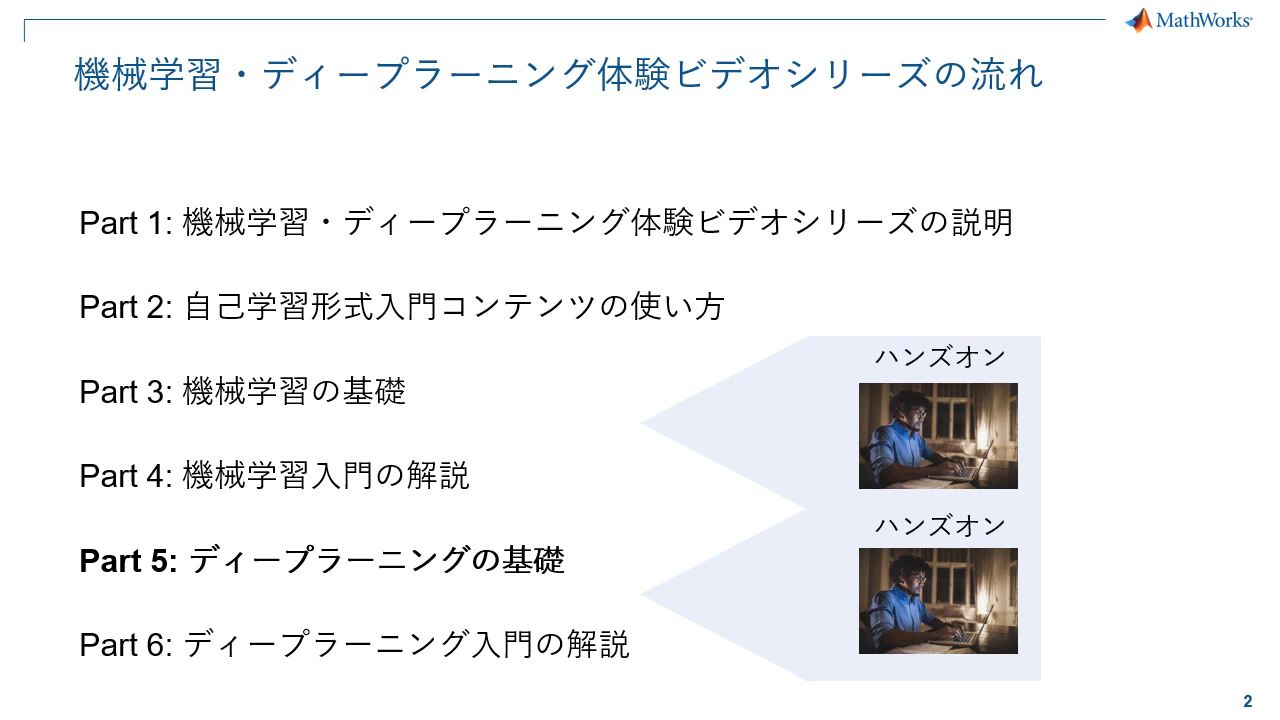 MathWorks
機械学習・ディープラーニング体験ビデオシリーズの流れ
Part 1: 機械学習・ディープラーニング体験ビデオシリーズの説明
Part 2: 自己学習形式入門コンテンツの使い方
ハンズオン
Part 3: 機械学習の基礎
Part 4: 機械学習入門の解説
ハンズオン
Part 5: ディープラーニングの基礎
Part 6: ディープラーニング入門の解説
2